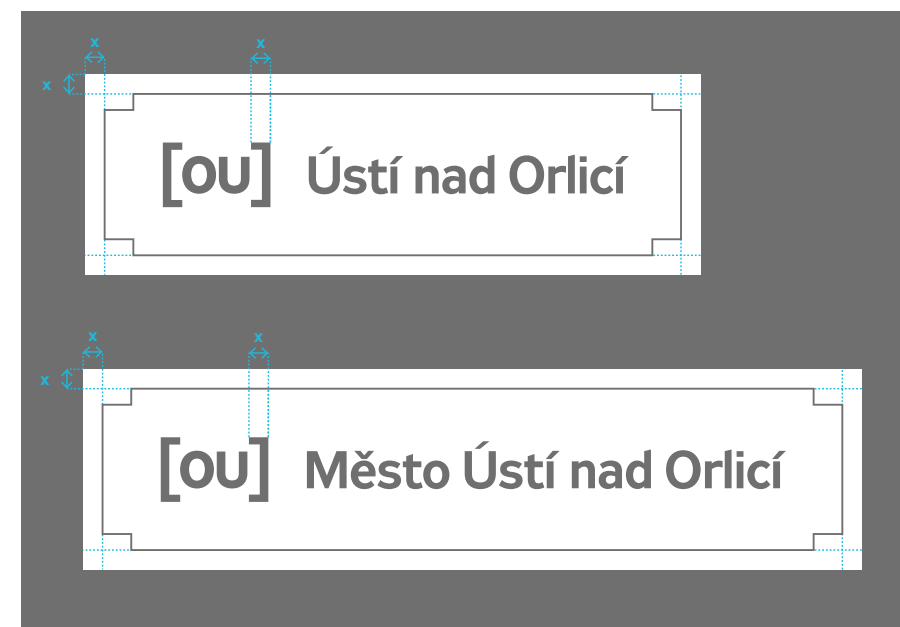 x x
x
[OU] Ústí nad Orlicí
x x
x
[OU] Město Ústí nad Orlicí